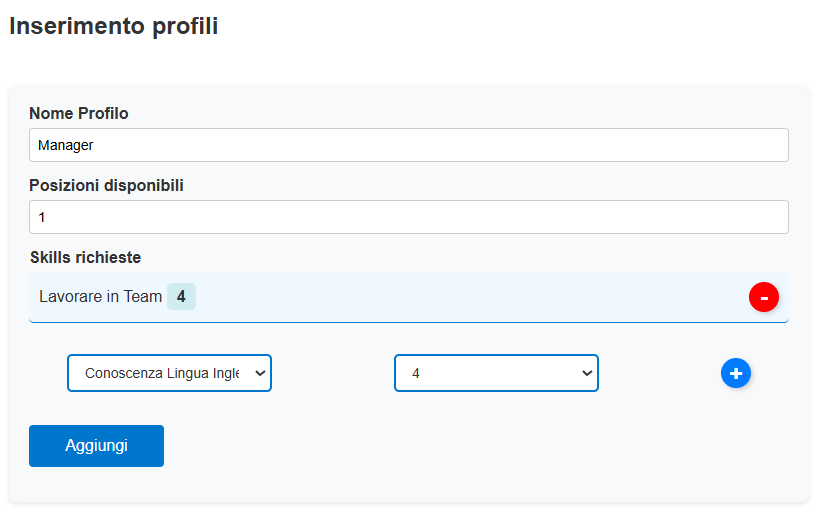 Inserimento profili
Nome Profilo
Manager
Posizioni disponibili
1
Skills richieste
Lavorare in Team 4
-
Conoscenza Lingua Ingle 4 +
Aggiungi